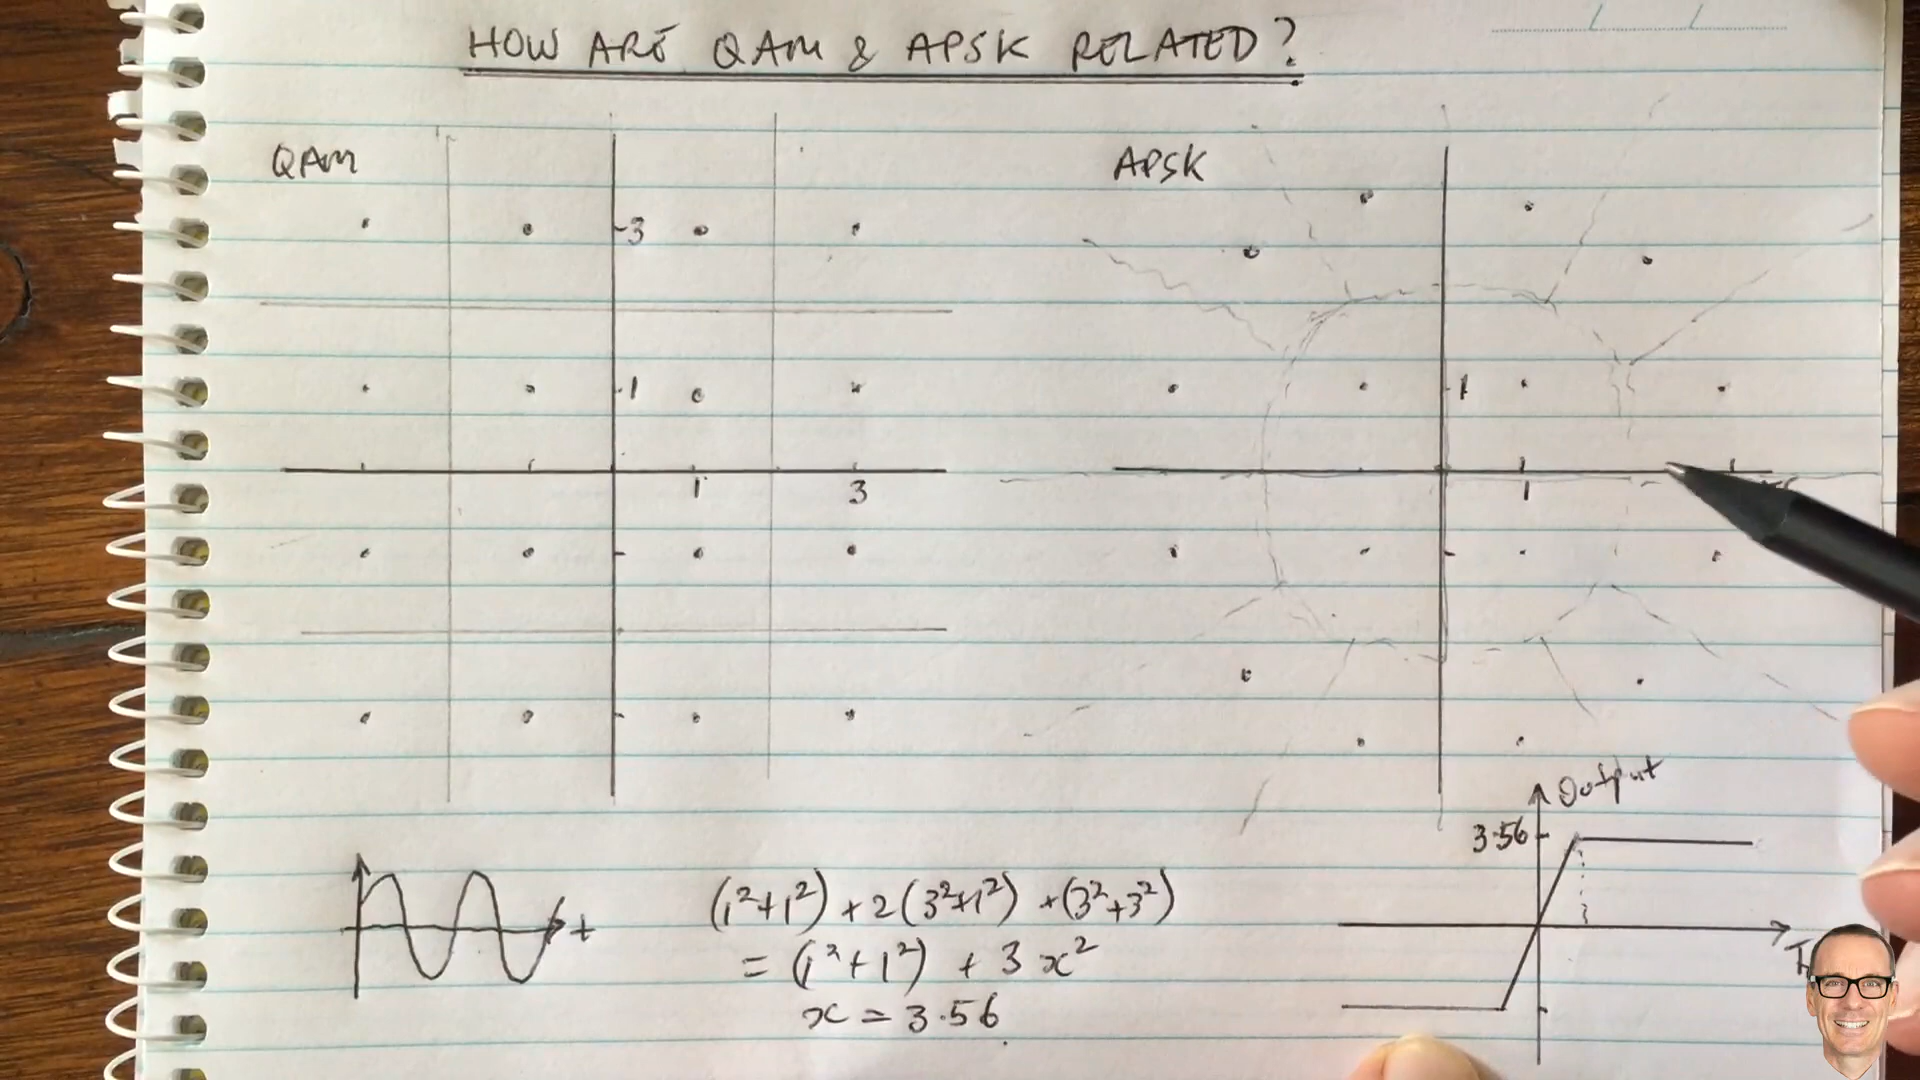 HOW ARE QAM & APSK RELATED?
QAM
APSK
3
1
1
1 3
1
Output
3.56
t
(1²+1²) + 2(3²+1²) + (3²+3²)
= (1²+1²) + 3x²
x = 3.56